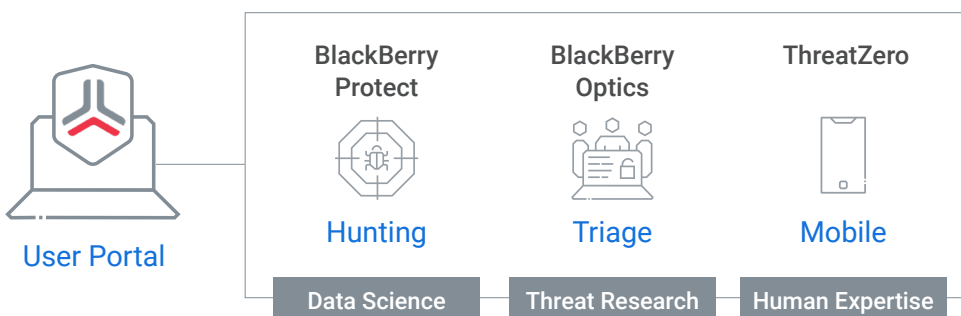 BlackBerry
Protect
BlackBerry
Optics
ThreatZero
Hunting
Triage
Mobile
User Portal
Data Science
Threat Research
Human Expertise